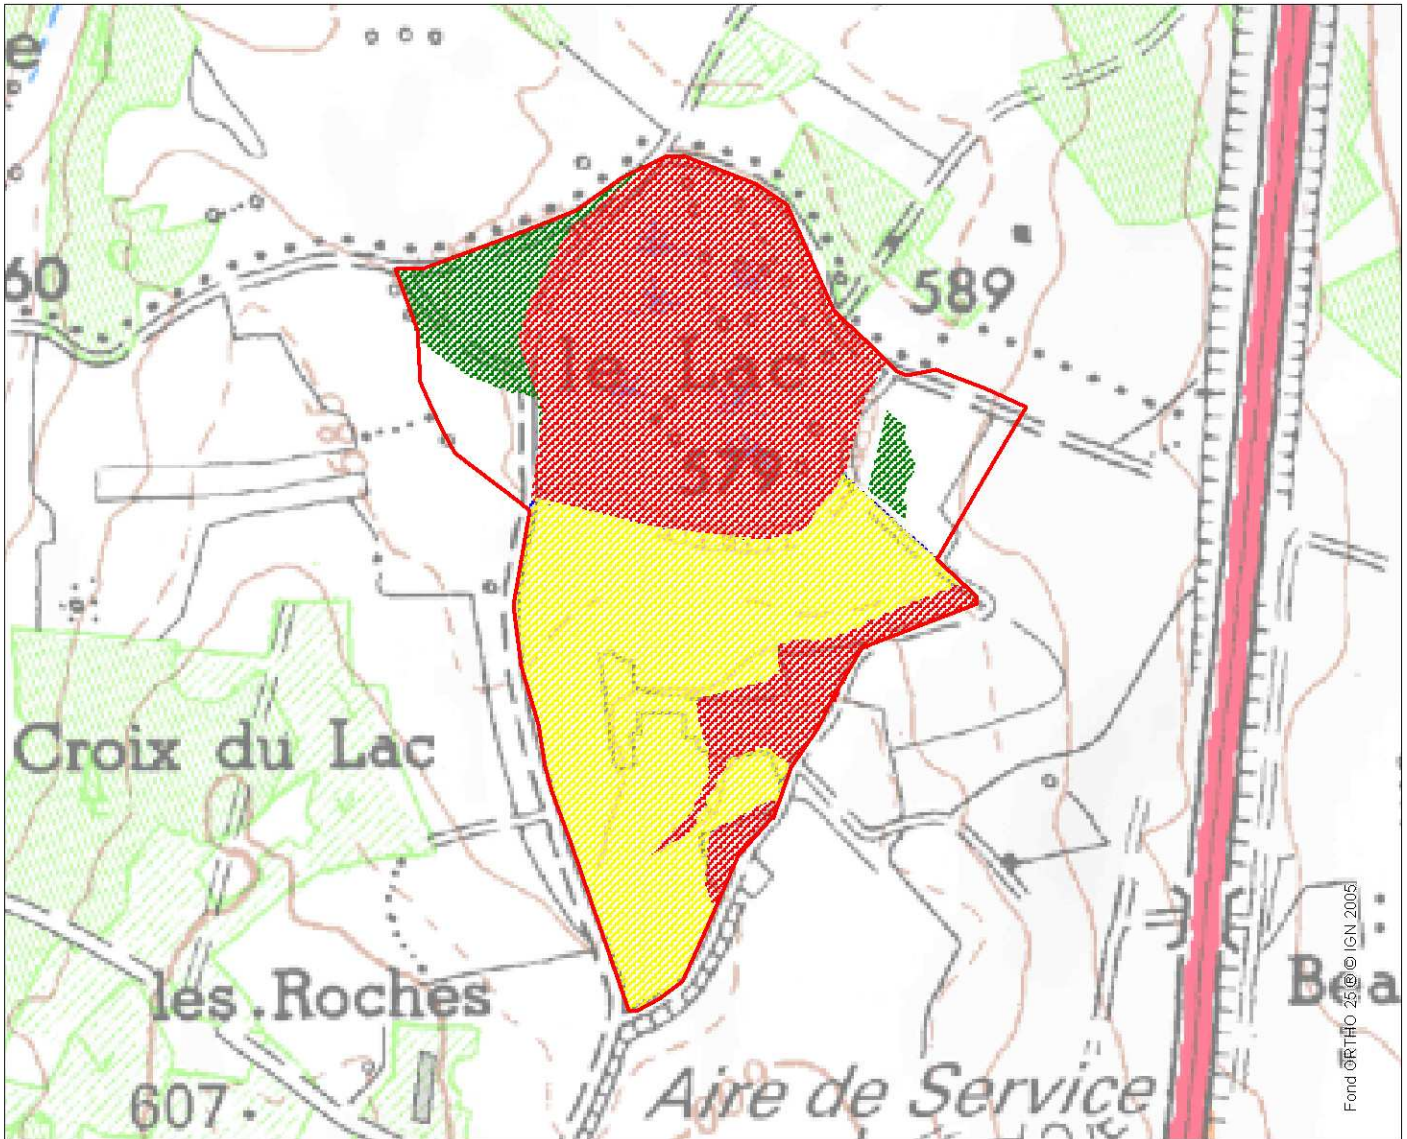 e
60
589
le Lac
579
Croix du Lac
les Roches
607
Aire de Service
Bea
Fond ORTHO 25 ® © IGN 2005